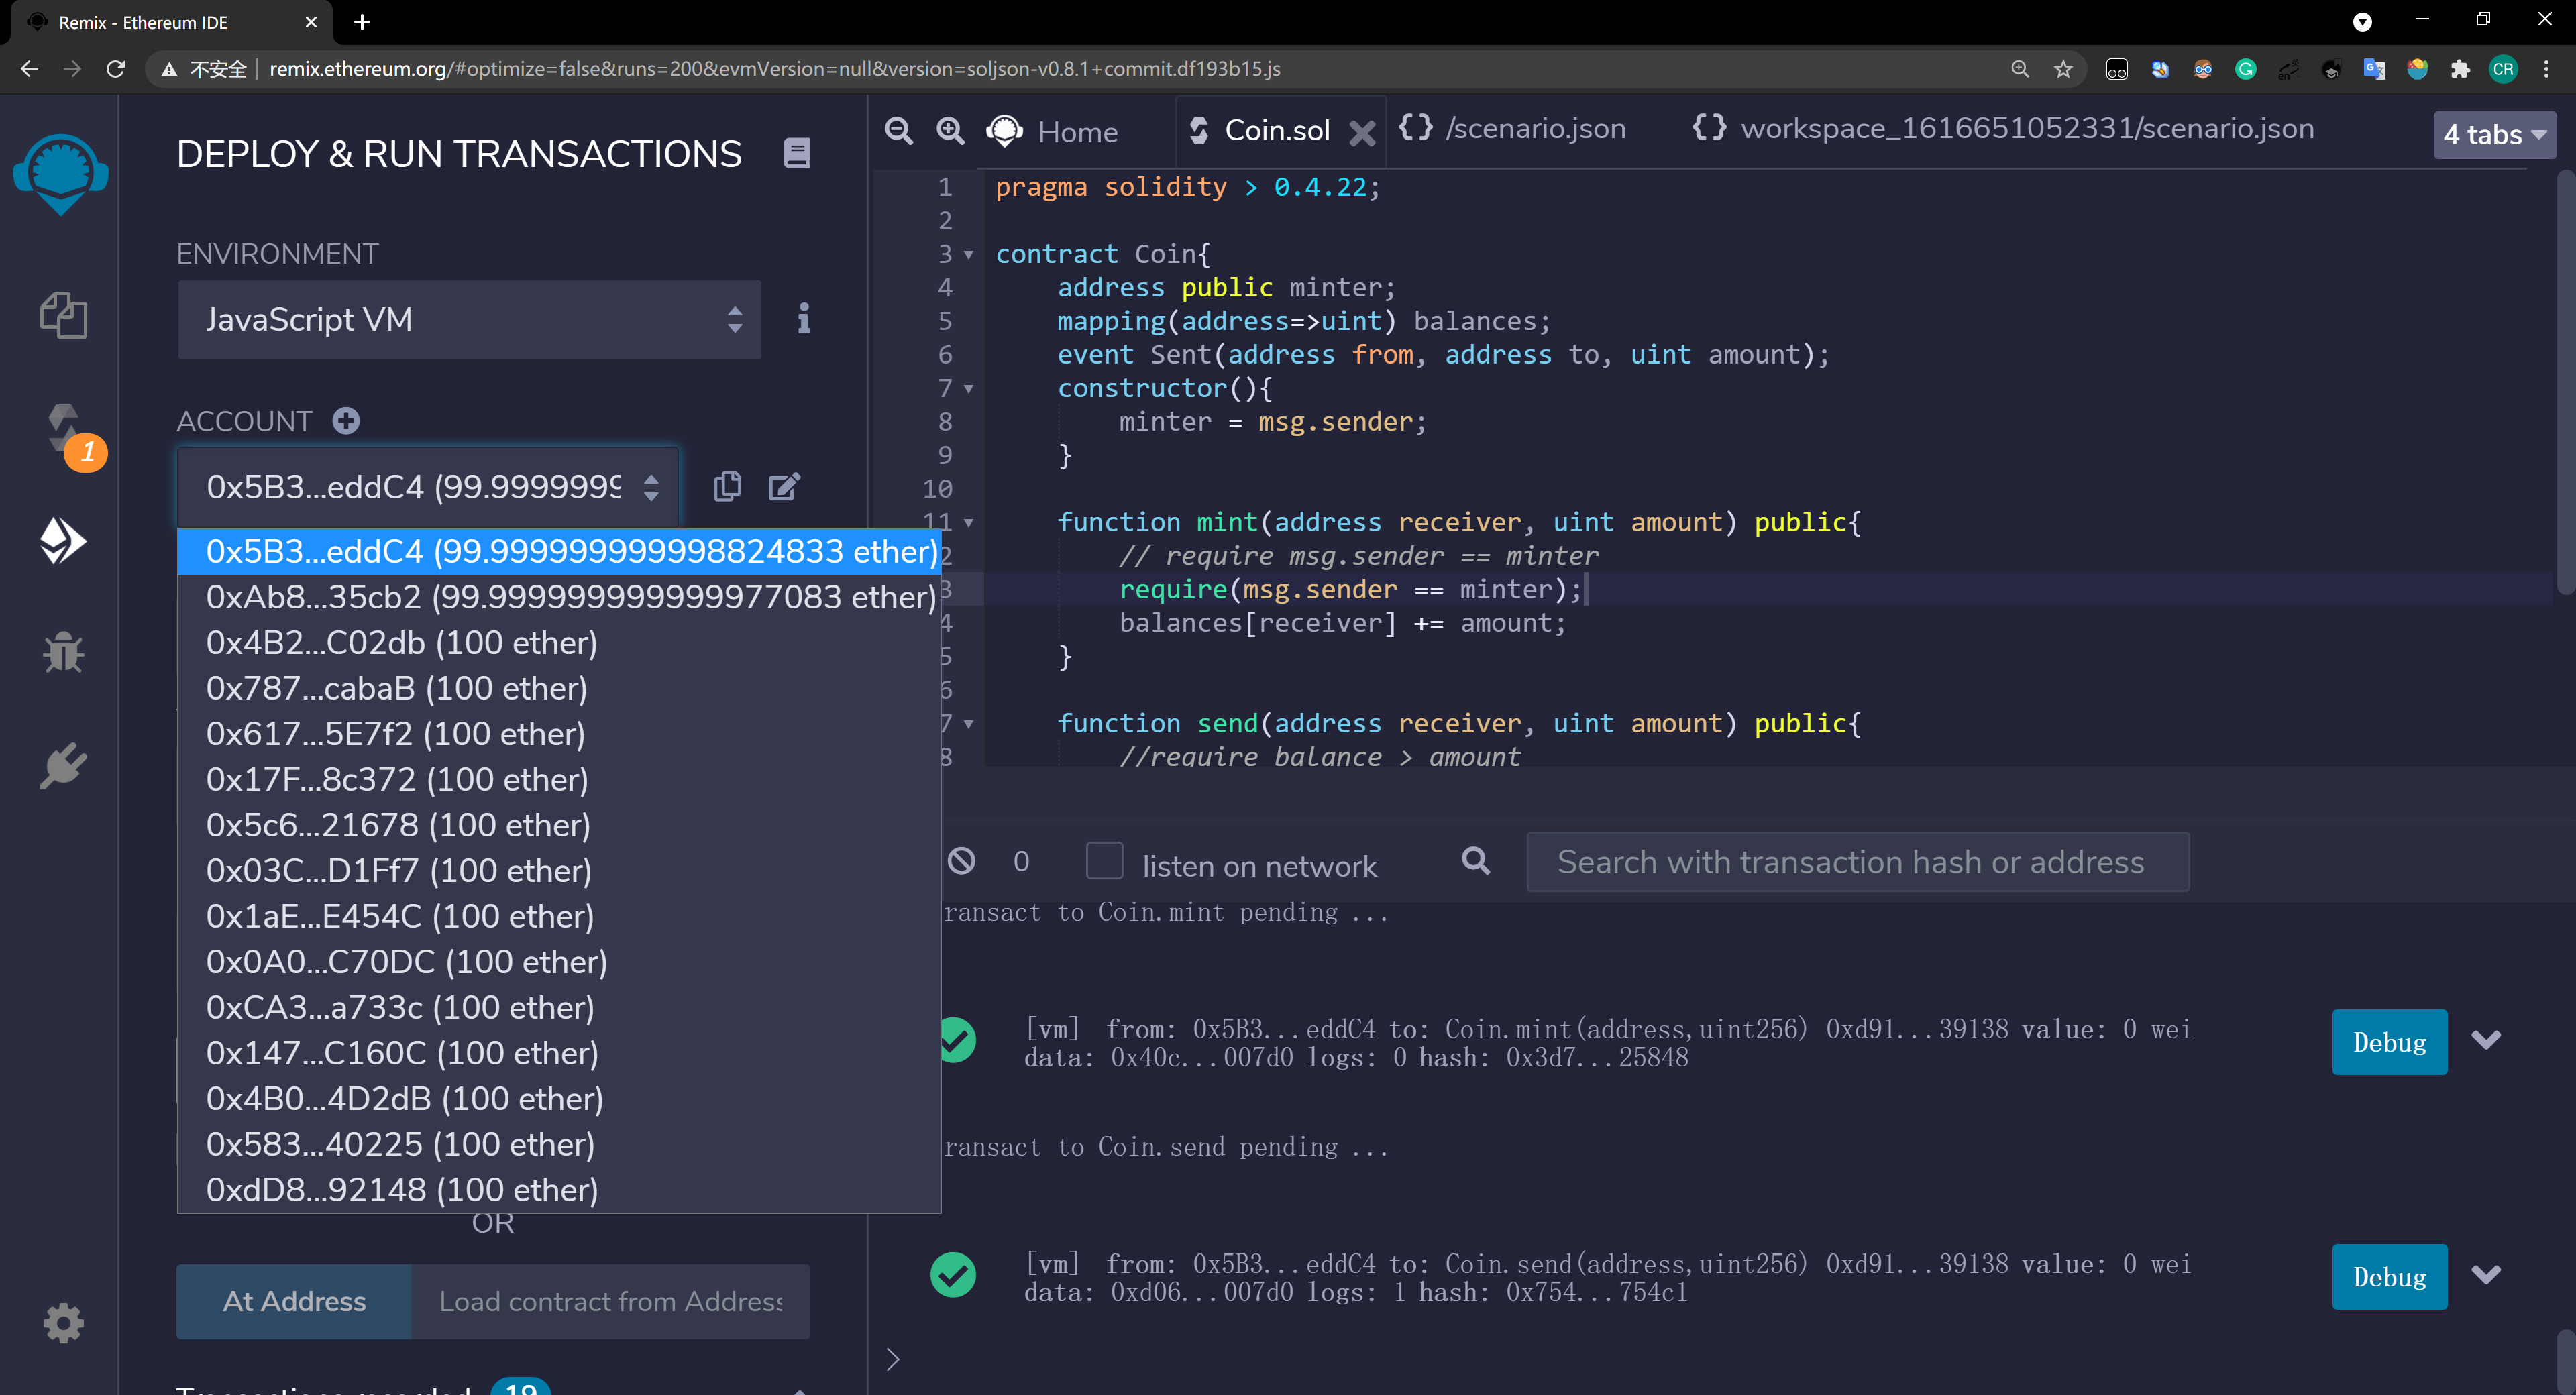 Remix - Ethereum IDE
不安全 remix.ethereum.org/#optimize=false&runs=200&evmVersion=null&version=soljson-v0.8.1+commit.df193b15.js
CR
DEPLOY & RUN TRANSACTIONS
ENVIRONMENT
JavaScript VM
ACCOUNT
1
0x5B3...eddC4 (99.9999999
0x5B3...eddC4 (99.999999999998824833 ether)
0xAb8...35cb2 (99.999999999999977083 ether)
0x4B2...C02db (100 ether)
0x787...cabaB (100 ether)
0x617...5E7f2 (100 ether)
0x17F...8c372 (100 ether)
0x5c6...21678 (100 ether)
0x03C...D1Ff7 (100 ether)
0x1aE...E454C (100 ether)
0x0A0...C70DC (100 ether)
0xCA3...a733c (100 ether)
0x147...C160C (100 ether)
0x4B0...4D2dB (100 ether)
0x583...40225 (100 ether)
0xdD8...92148 (100 ether)
OR
At Address Load contract from Address
Transactions recorded 19
Home Coin.sol {} /scenario.json {} workspace_1616651052331/scenario.json 4 tabs
1 pragma solidity > 0.4.22;
2
3 contract Coin{
4 address public minter;
5 mapping(address=>uint) balances;
6 event Sent(address from, address to, uint amount);
7 constructor(){
8 minter = msg.sender;
9 }
10
11 function mint(address receiver, uint amount) public{
2 // require msg.sender == minter
3 require(msg.sender == minter);
4 balances[receiver] += amount;
5 }
6
7 function send(address receiver, uint amount) public{
8 //require balance > amount
0 listen on network Search with transaction hash or address
ransact to Coin.mint pending ...
[vm] from: 0x5B3...eddC4 to: Coin.mint(address,uint256) 0xd91...39138 value: 0 wei
data: 0x40c...007d0 logs: 0 hash: 0x3d7...25848
Debug
ransact to Coin.send pending ...
[vm] from: 0x5B3...eddC4 to: Coin.send(address,uint256) 0xd91...39138 value: 0 wei
data: 0xd06...007d0 logs: 1 hash: 0x754...754c1
Debug
>